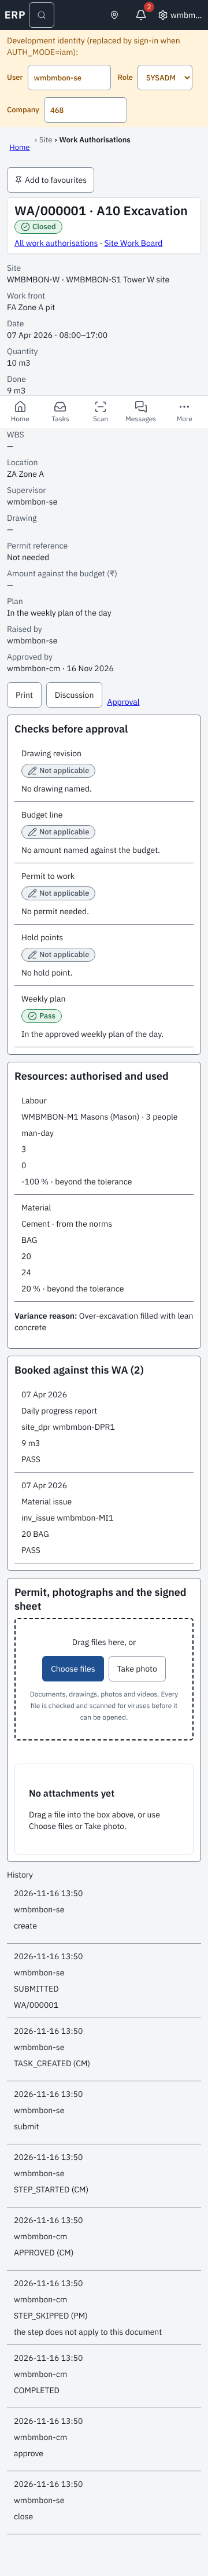 ERP
2
wmbm...
Development identity (replaced by sign-in when
AUTH_MODE=iam):
User
wmbmbon-se
Role
SYSADM
Company
468
Home
› Site › Work Authorisations
Add to favourites
WA/000001 · A10 Excavation
Closed
All work authorisations · Site Work Board
Site
WMBMBON-W · WMBMBON-S1 Tower W site
Work front
FA Zone A pit
Date
07 Apr 2026 · 08:00–17:00
Quantity
10 m3
Done
9 m3
Home
Tasks
Scan
Messages
More
WBS
—
Location
ZA Zone A
Supervisor
wmbmbon-se
Drawing
—
Permit reference
Not needed
Amount against the budget (₹)
—
Plan
In the weekly plan of the day
Raised by
wmbmbon-se
Approved by
wmbmbon-cm · 16 Nov 2026
Print
Discussion
Approval
Checks before approval
Drawing revision
Not applicable
No drawing named.
Budget line
Not applicable
No amount named against the budget.
Permit to work
Not applicable
No permit needed.
Hold points
Not applicable
No hold point.
Weekly plan
Pass
In the approved weekly plan of the day.
Resources: authorised and used
Labour
WMBMBON-M1 Masons (Mason) · 3 people
man-day
3
0
-100 % · beyond the tolerance
Material
Cement · from the norms
BAG
20
24
20 % · beyond the tolerance
Variance reason: Over-excavation filled with lean
concrete
Booked against this WA (2)
07 Apr 2026
Daily progress report
site_dpr wmbmbon-DPR1
9 m3
PASS
07 Apr 2026
Material issue
inv_issue wmbmbon-MI1
20 BAG
PASS
Permit, photographs and the signed
sheet
Drag files here, or
Choose files
Take photo
Documents, drawings, photos and videos. Every
file is checked and scanned for viruses before it
can be opened.
No attachments yet
Drag a file into the box above, or use
Choose files or Take photo.
History
2026-11-16 13:50
wmbmbon-se
create
2026-11-16 13:50
wmbmbon-se
SUBMITTED
WA/000001
2026-11-16 13:50
wmbmbon-se
TASK_CREATED (CM)
2026-11-16 13:50
wmbmbon-se
submit
2026-11-16 13:50
wmbmbon-se
STEP_STARTED (CM)
2026-11-16 13:50
wmbmbon-cm
APPROVED (CM)
2026-11-16 13:50
wmbmbon-cm
STEP_SKIPPED (PM)
the step does not apply to this document
2026-11-16 13:50
wmbmbon-cm
COMPLETED
2026-11-16 13:50
wmbmbon-cm
approve
2026-11-16 13:50
wmbmbon-se
close